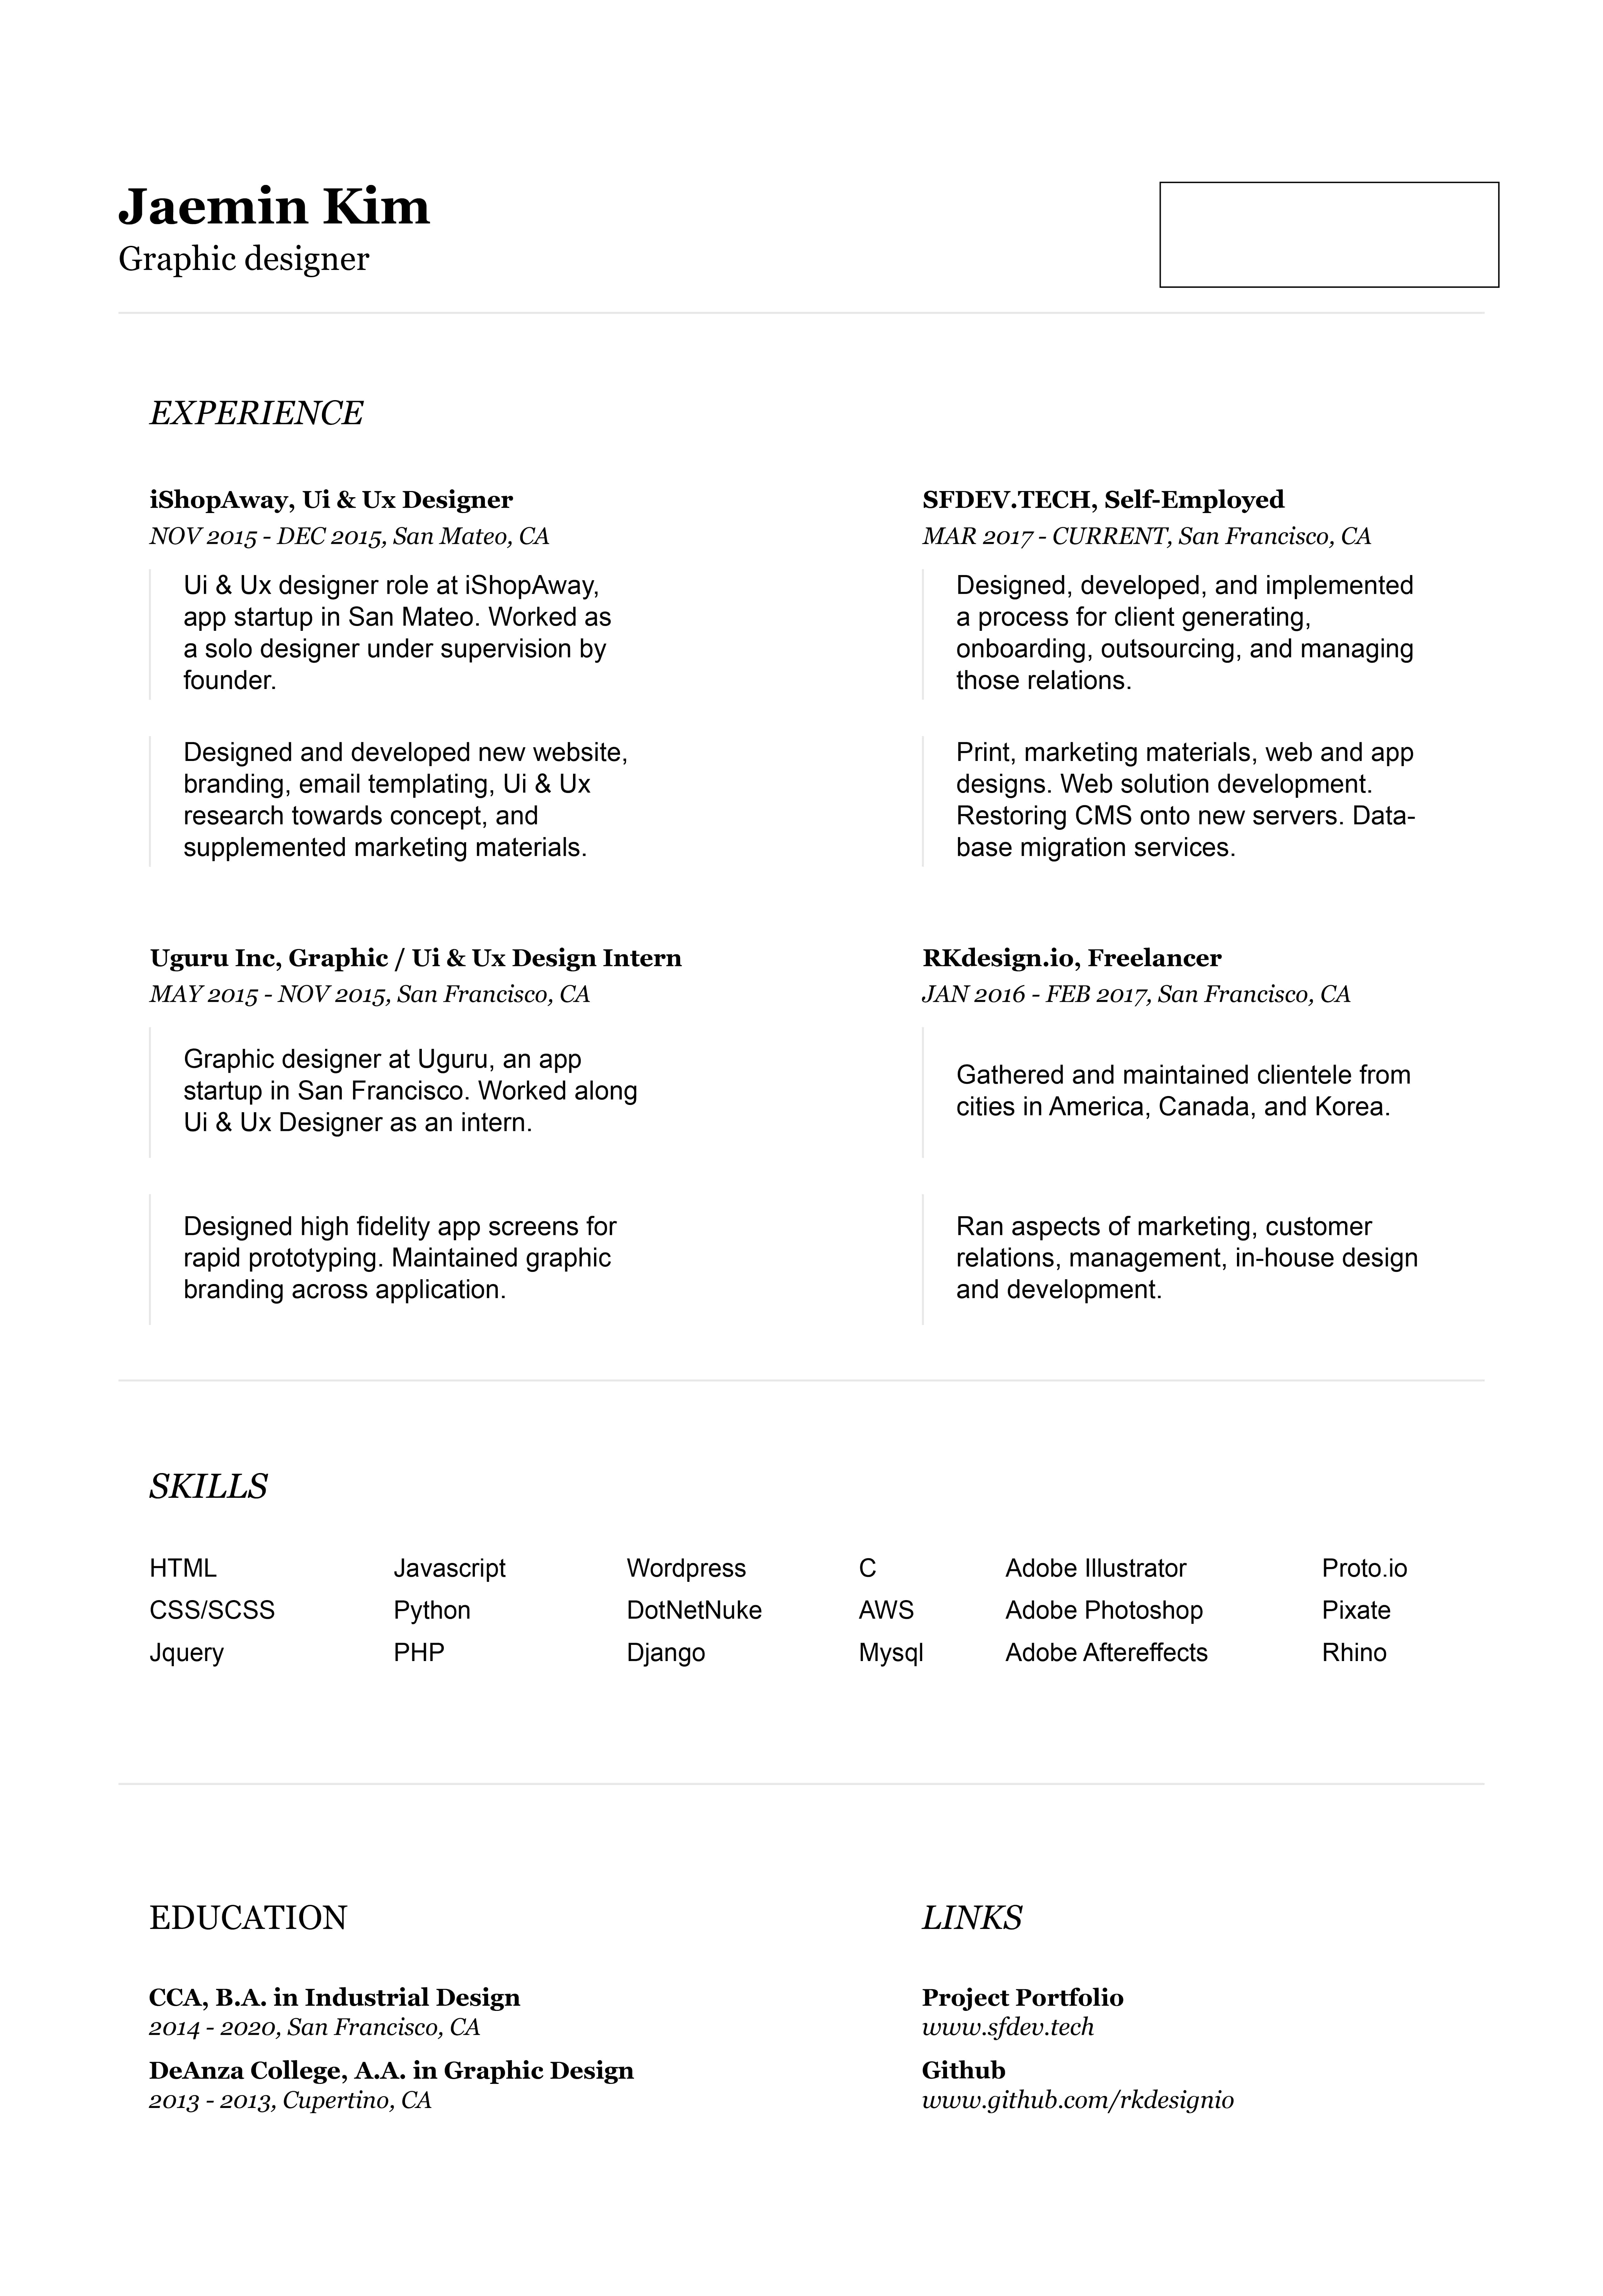 Jaemin Kim
Graphic designer
EXPERIENCE
iShopAway, Ui & Ux Designer
NOV 2015 - DEC 2015, San Mateo, CA
Ui & Ux designer role at iShopAway,
app startup in San Mateo. Worked as
a solo designer under supervision by
founder.
Designed and developed new website,
branding, email templating, Ui & Ux
research towards concept, and
supplemented marketing materials.
Uguru Inc, Graphic / Ui & Ux Design Intern
MAY 2015 - NOV 2015, San Francisco, CA
Graphic designer at Uguru, an app
startup in San Francisco. Worked along
Ui & Ux Designer as an intern.
Designed high fidelity app screens for
rapid prototyping. Maintained graphic
branding across application.
SFDEV.TECH, Self-Employed
MAR 2017 - CURRENT, San Francisco, CA
Designed, developed, and implemented
a process for client generating,
onboarding, outsourcing, and managing
those relations.
Print, marketing materials, web and app
designs. Web solution development.
Restoring CMS onto new servers. Data-
base migration services.
RKdesign.io, Freelancer
JAN 2016 - FEB 2017, San Francisco, CA
Gathered and maintained clientele from
cities in America, Canada, and Korea.
Ran aspects of marketing, customer
relations, management, in-house design
and development.
SKILLS
HTML Javascript Wordpress C Adobe Illustrator Proto.io
CSS/SCSS Python DotNetNuke AWS Adobe Photoshop Pixate
Jquery PHP Django Mysql Adobe Aftereffects Rhino
EDUCATION
CCA, B.A. in Industrial Design
2014 - 2020, San Francisco, CA
DeAnza College, A.A. in Graphic Design
2013 - 2013, Cupertino, CA
LINKS
Project Portfolio
www.sfdev.tech
Github
www.github.com/rkdesignio